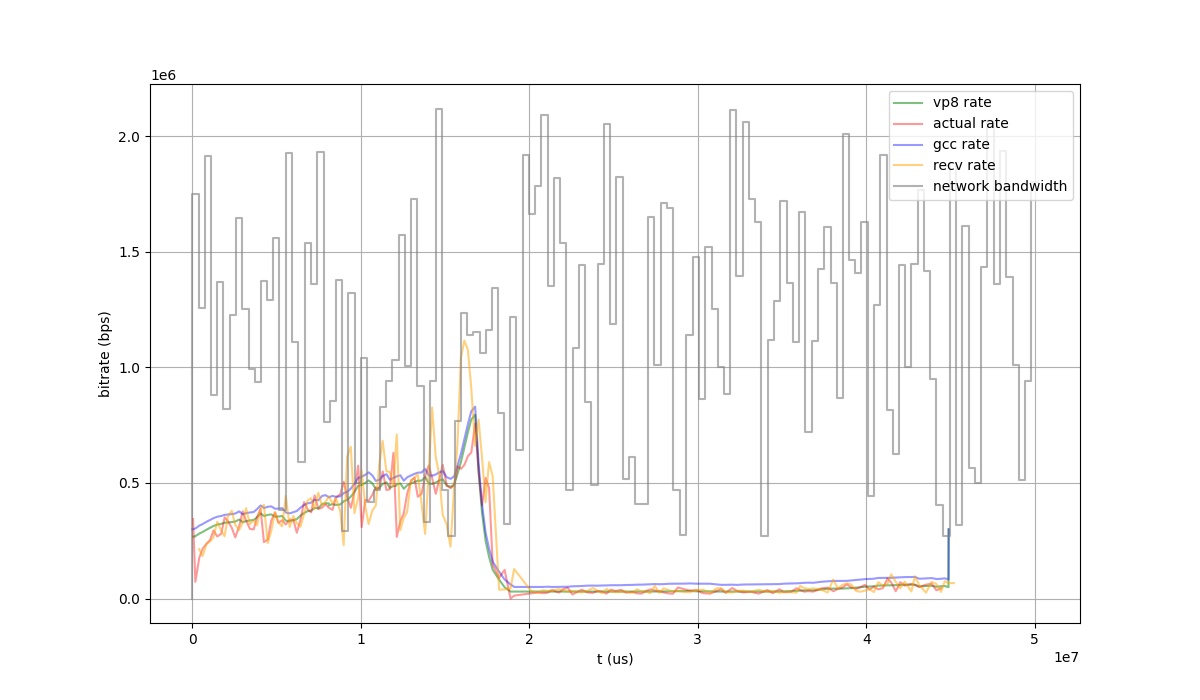 1e6
vp8 rate
actual rate
gcc rate
recv rate
network bandwidth
2.0
1.5
1.0
0.5
0.0
bitrate (bps)
0 1 2 3 4 5
t (us)
1e7